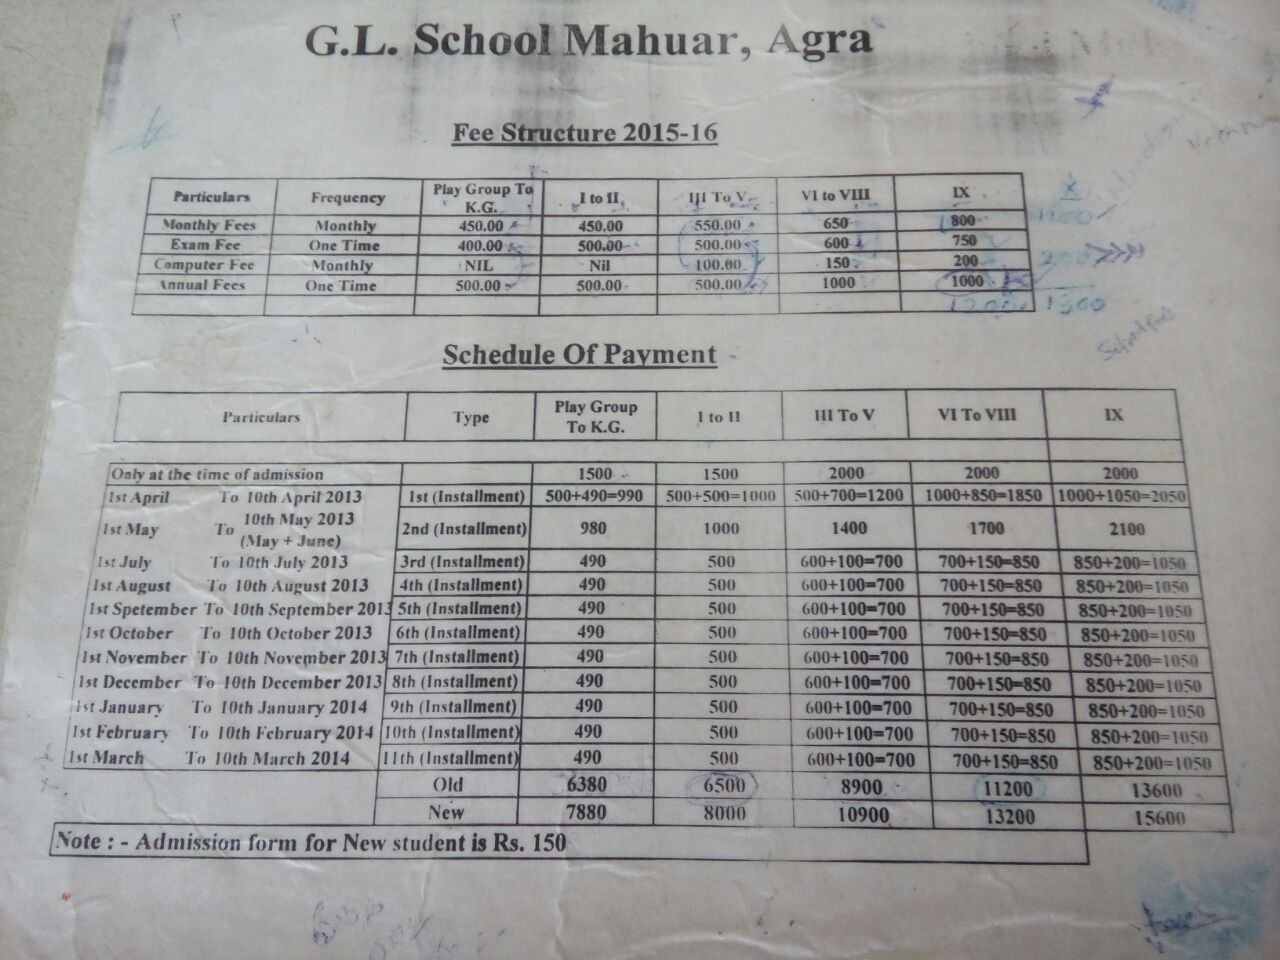 G.L. School Mahuar, Agra
Fee Structure 2015-16
Particulars Frequency Play Group To K.G. I to II III To V VI to VIII IX X
Monthly Fees Monthly 450.00 450.00 550.00 650 800 1100
Exam Fee One Time 400.00 500.00 500.00 600 750
Computer Fee Monthly NIL Nil 100.00 150 200 200
Annual Fees One Time 500.00 500.00 500.00 1000 1000
1200 1300
Schedule Of Payment
Particulars Type Play Group To K.G. I to II III To V VI To VIII IX
Only at the time of admission 1500 1500 2000 2000 2000
1st April To 10th April 2013 1st (Installment) 500+490=990 500+500=1000 500+700=1200 1000+850=1850 1000+1050=2050
1st May To 10th May 2013 (May + June) 2nd (Installment) 980 1000 1400 1700 2100
1st July To 10th July 2013 3rd (Installment) 490 500 600+100=700 700+150=850 850+200=1050
1st August To 10th August 2013 4th (Installment) 490 500 600+100=700 700+150=850 850+200=1050
1st Spetember To 10th September 2013 5th (Installment) 490 500 600+100=700 700+150=850 850+200=1050
1st October To 10th October 2013 6th (Installment) 490 500 600+100=700 700+150=850 850+200=1050
1st November To 10th November 2013 7th (Installment) 490 500 600+100=700 700+150=850 850+200=1050
1st December To 10th December 2013 8th (Installment) 490 500 600+100=700 700+150=850 850+200=1050
1st January To 10th January 2014 9th (Installment) 490 500 600+100=700 700+150=850 850+200=1050
1st February To 10th February 2014 10th (Installment) 490 500 600+100=700 700+150=850 850+200=1050
1st March To 10th March 2014 11th (Installment) 490 500 600+100=700 700+150=850 850+200=1050
Old 6380 6500 8900 11200 13600
New 7880 8000 10900 13200 15600
Note : - Admission form for New student is Rs. 150